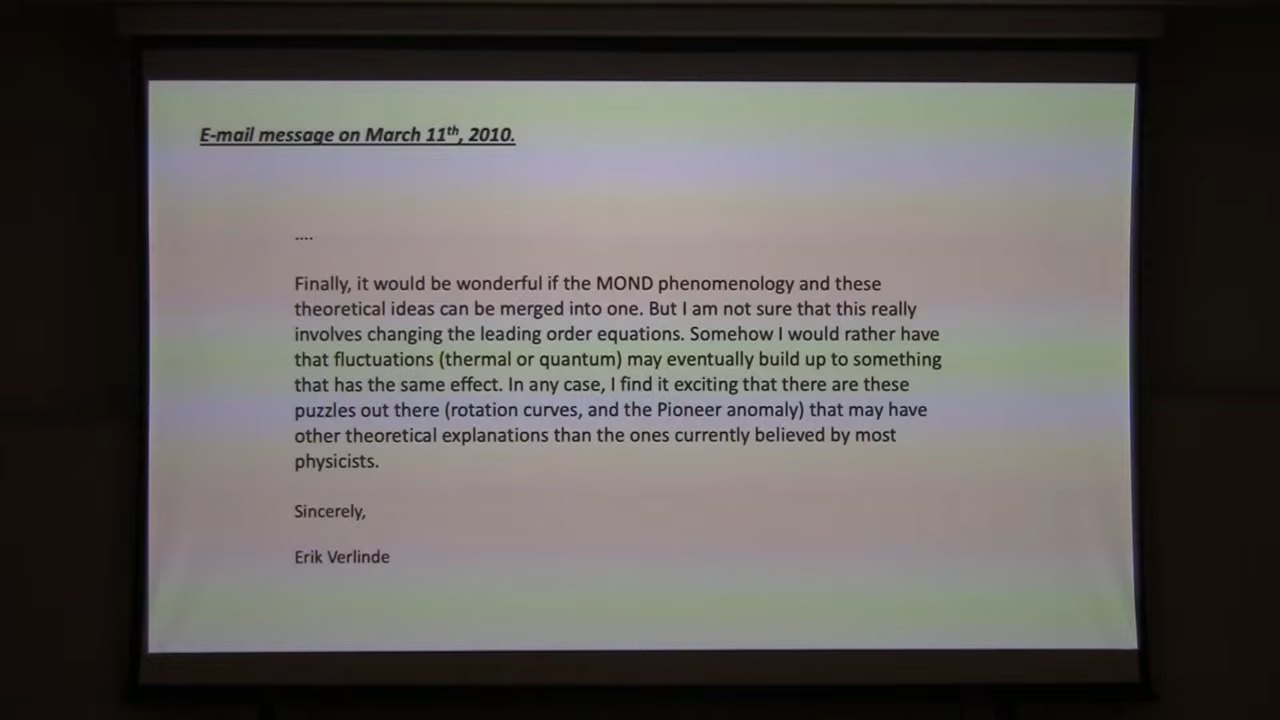 E-mail message on March 11th, 2010.
....
Finally, it would be wonderful if the MOND phenomenology and these
theoretical ideas can be merged into one. But I am not sure that this really
involves changing the leading order equations. Somehow I would rather have
that fluctuations (thermal or quantum) may eventually build up to something
that has the same effect. In any case, I find it exciting that there are these
puzzles out there (rotation curves, and the Pioneer anomaly) that may have
other theoretical explanations than the ones currently believed by most
physicists.
Sincerely,
Erik Verlinde